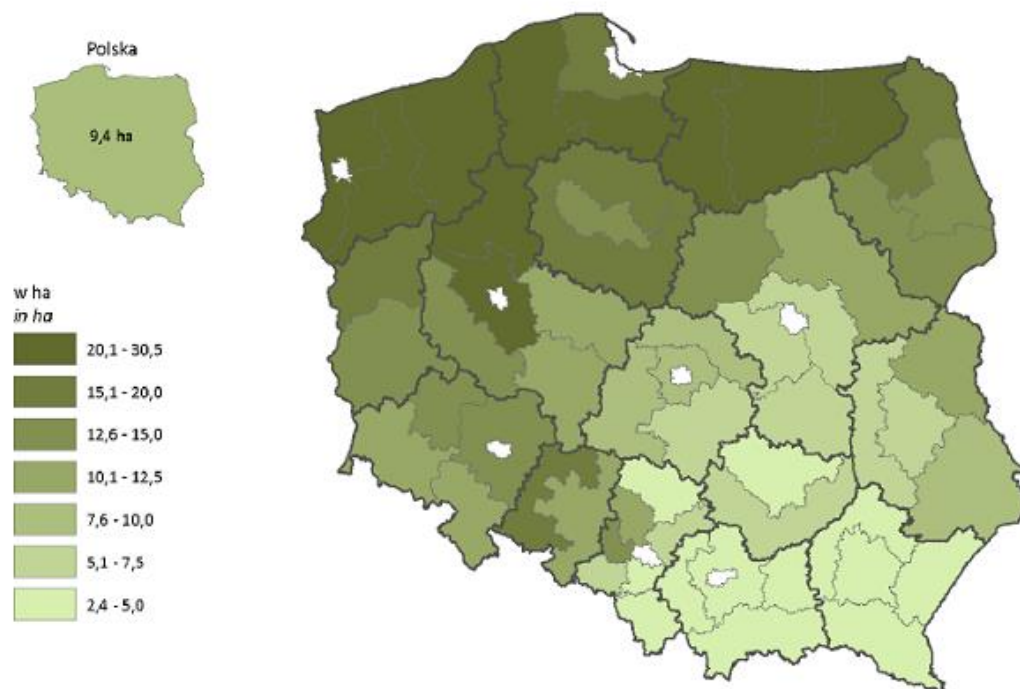 Polska
9,4 ha
w ha
in ha
20,1 - 30,5
15,1 - 20,0
12,6 - 15,0
10,1 - 12,5
7,6 - 10,0
5,1 - 7,5
2,4 - 5,0